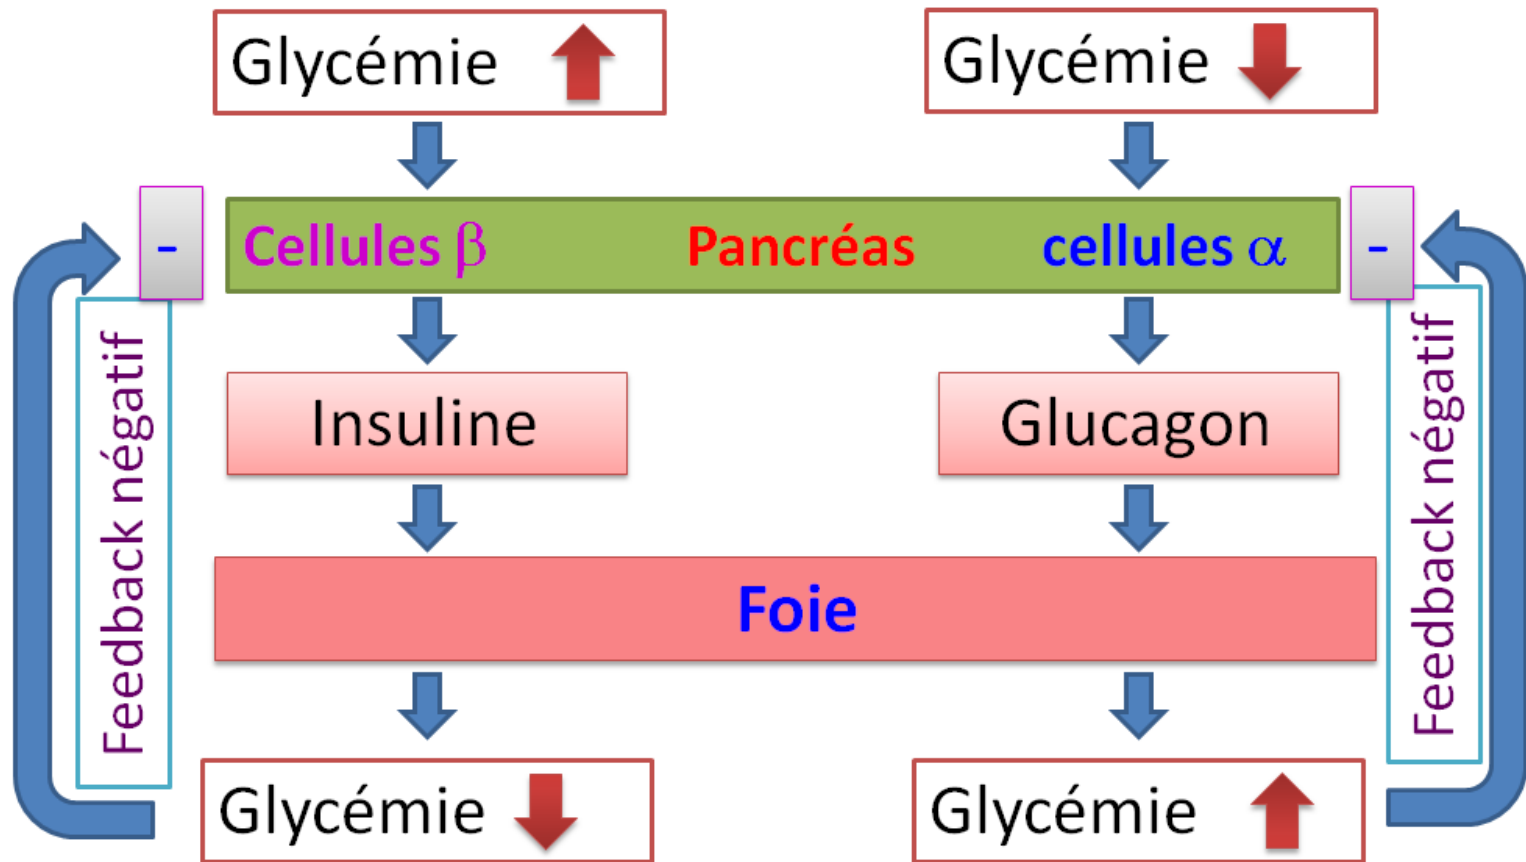 Glycémie
Glycémie
-
Cellules β
Pancréas
cellules α
-
Feedback négatif
Insuline
Glucagon
Feedback négatif
Foie
Glycémie
Glycémie